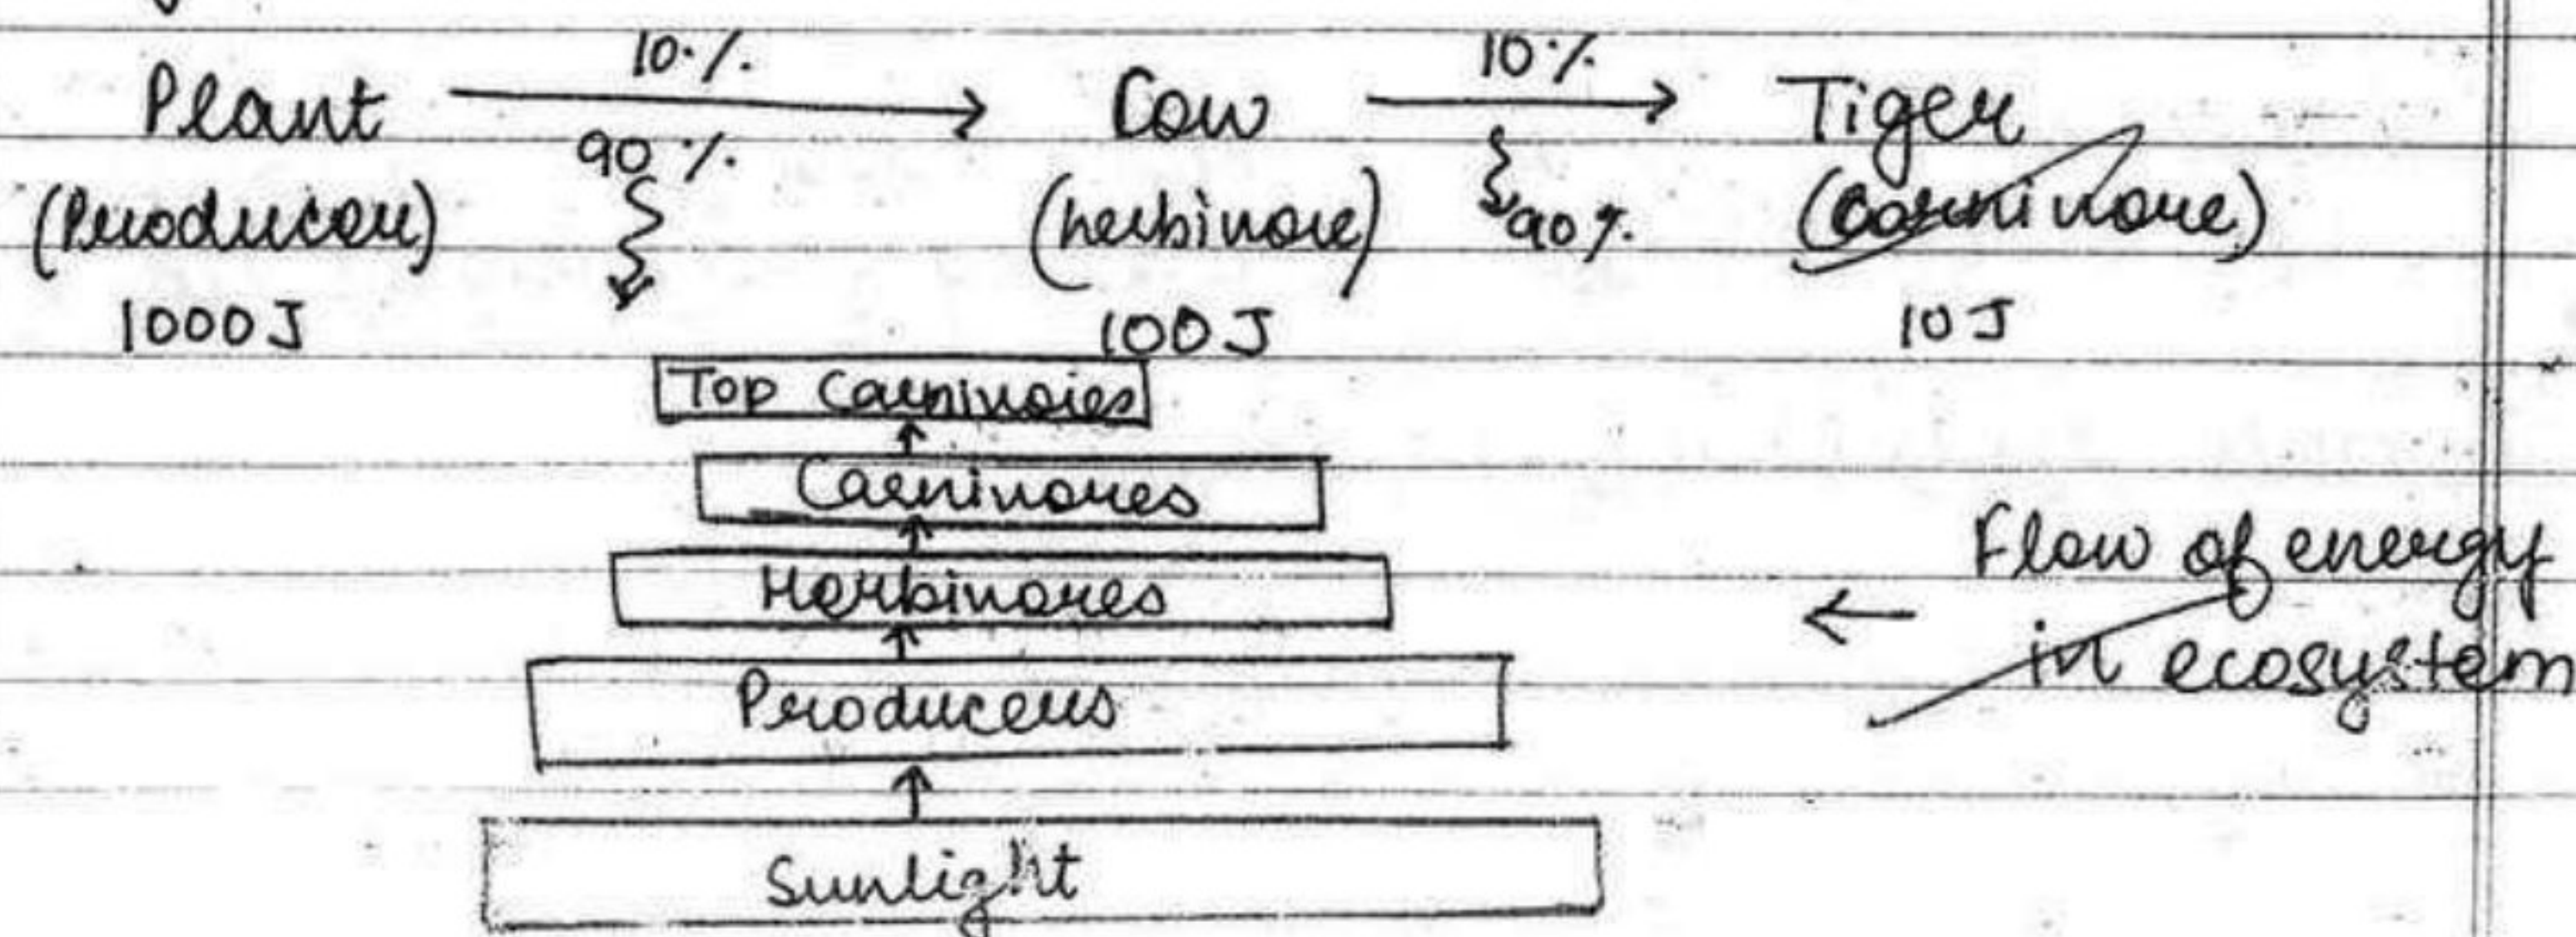 10% 10%
Plant Cow Tiger
90%
(Producer) (herbivore) 90% (carnivore)
1000J 100J 10J
Top Carnivores
Carnivores
Flow of energy
Herbivores
in ecosystem
Producers
Sunlight